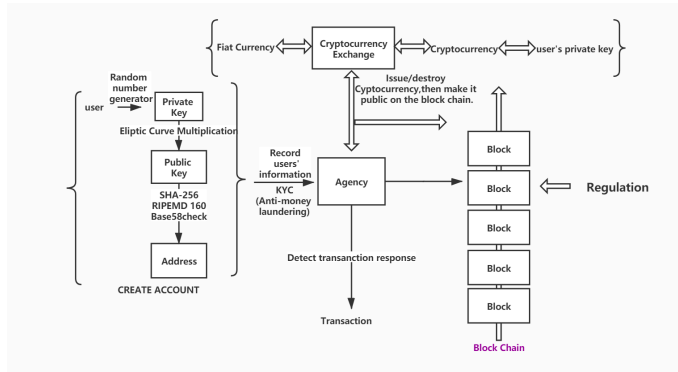 Fiat Currency
Cryptocurrency
Exchange
Cryptocurrency
user's private key
Issue/destroy
Cyptocurrency,then make it
public on the block chain.
Random
number
generator
user
Private
Key
Eliptic Curve Multiplication
Public
Key
SHA-256
RIPEMD 160
Base58check
Address
CREATE ACCOUNT
Record
users'
information
KYC
(Anti-money
laundering)
Agency
Detect transanction response
Transaction
Block
Block
Block
Block
Block
Regulation
Block Chain